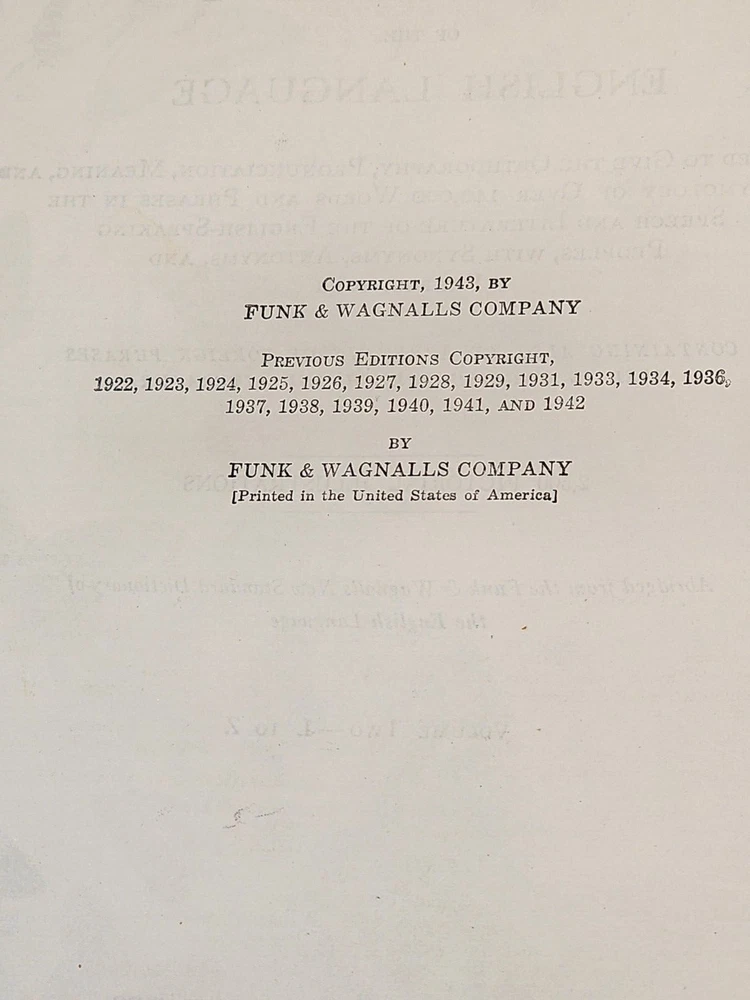 COPYRIGHT, 1943, BY
FUNK & WAGNALLS COMPANY
PREVIOUS EDITIONS COPYRIGHT,
1922, 1923, 1924, 1925, 1926, 1927, 1928, 1929, 1931, 1933, 1934, 1936,
1937, 1938, 1939, 1940, 1941, AND 1942
BY
FUNK & WAGNALLS COMPANY
[Printed in the United States of America]